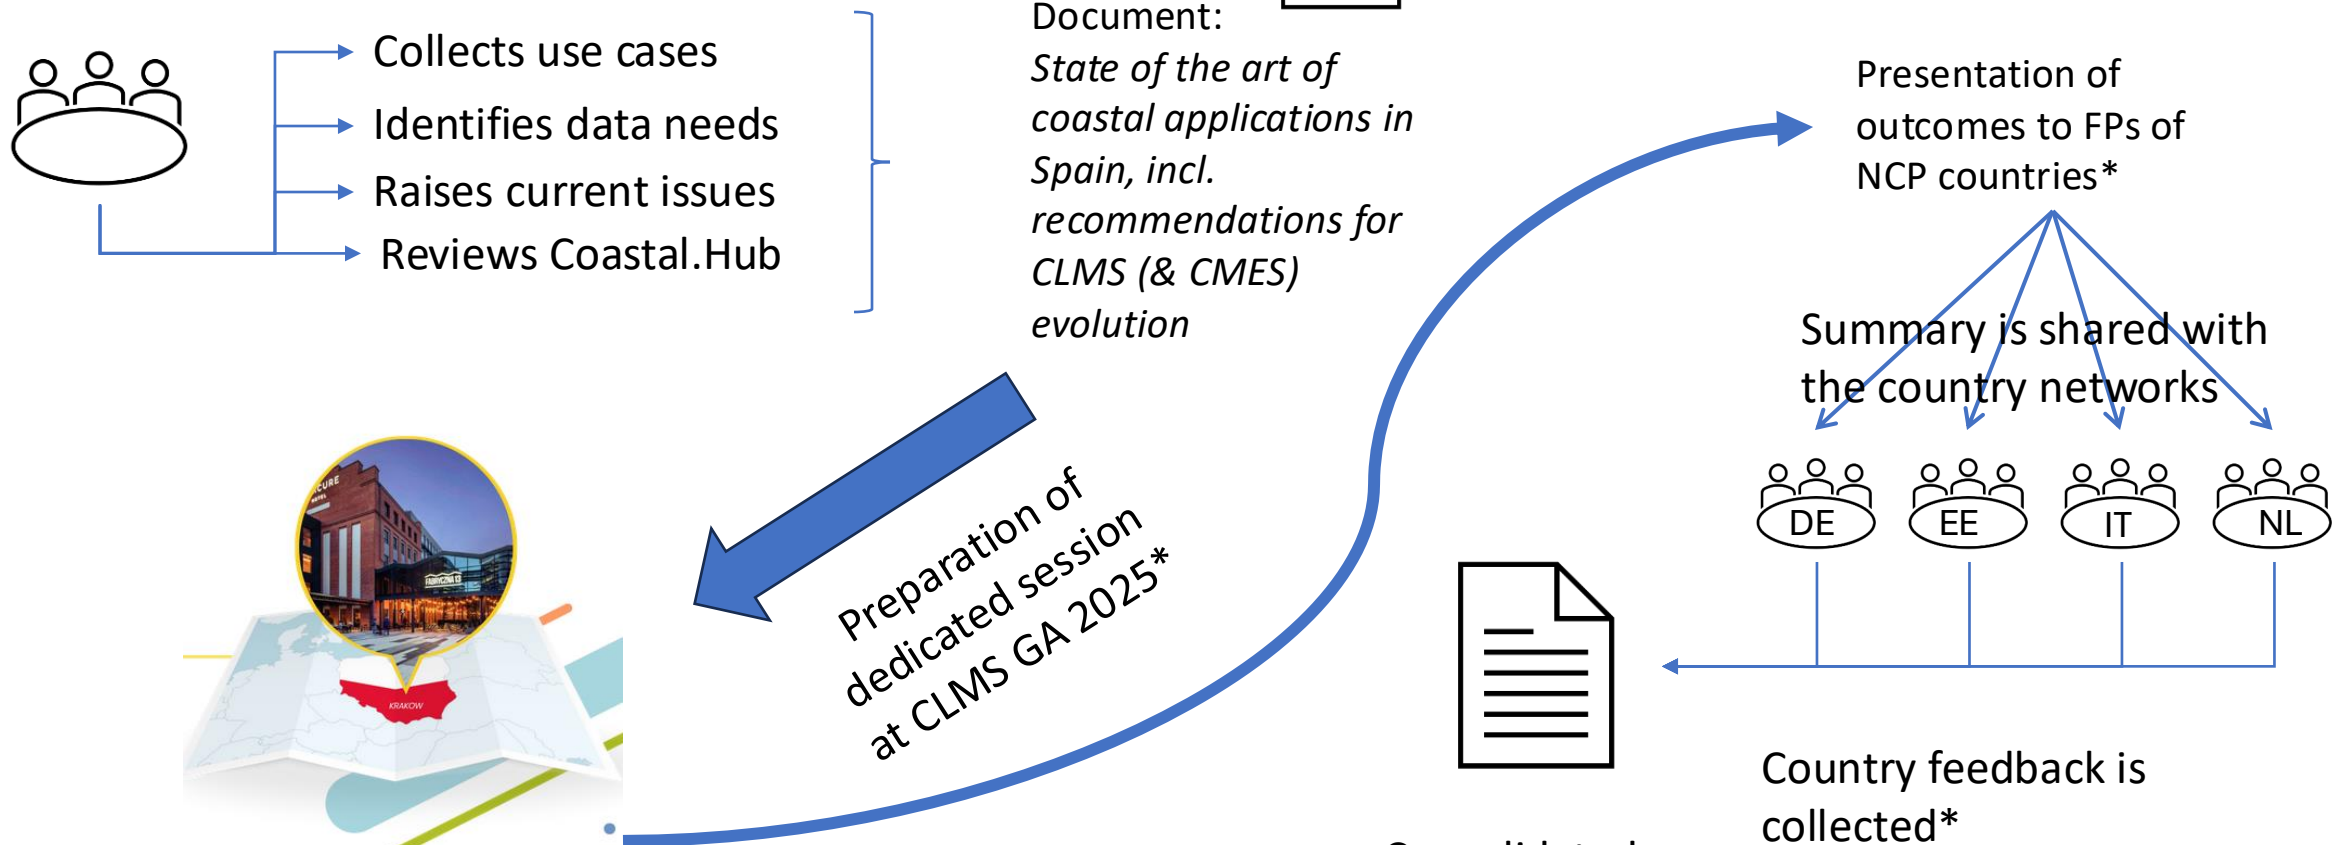 Collects use cases
Identifies data needs
Raises current issues
Reviews Coastal.Hub
Document:
State of the art of
coastal applications in
Spain, incl.
recommendations for
CLMS (& CMES)
evolution
Preparation of
dedicated session
at CLMS GA 2025*
KRAKOW
FABRYCZNA 13
HOTEL
Presentation of
outcomes to FPs of
NCP countries*
Summary is shared with
the country networks
DE
EE
IT
NL
Country feedback is
collected*